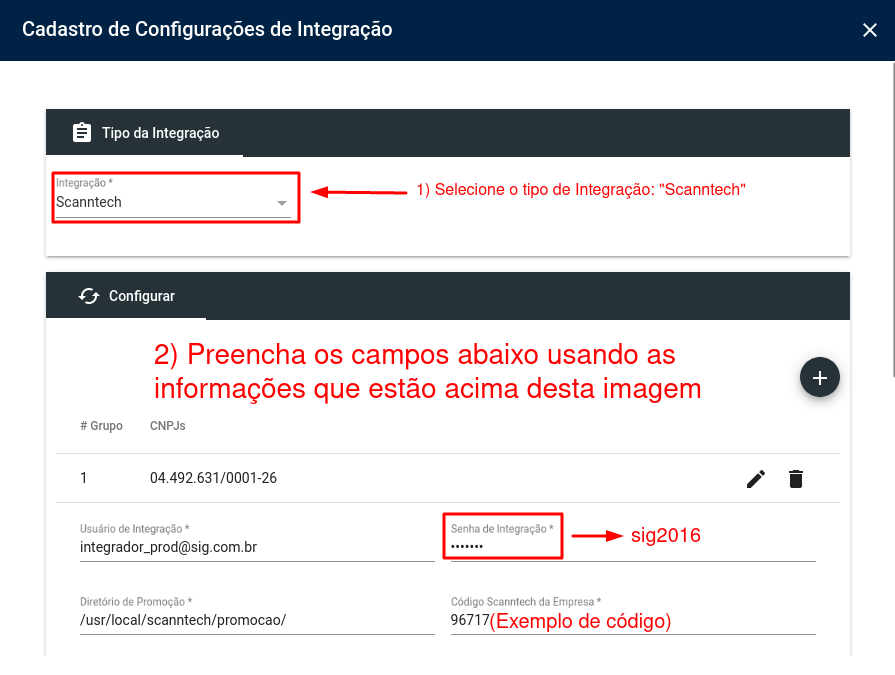 Cadastro de Configurações de Integração
Tipo da Integração
Integração *
Scanntech
1) Selecione o tipo de Integração: "Scanntech"
Configurar
2) Preencha os campos abaixo usando as
informações que estão acima desta imagem
# Grupo CNPJs
1 04.492.631/0001-26
Usuário de Integração * Senha de Integração *
integrador_prod@sig.com.br ••••••• sig2016
Diretório de Promoção * Código Scanntech da Empresa *
/usr/local/scanntech/promocao/ 96717(Exemplo de código)